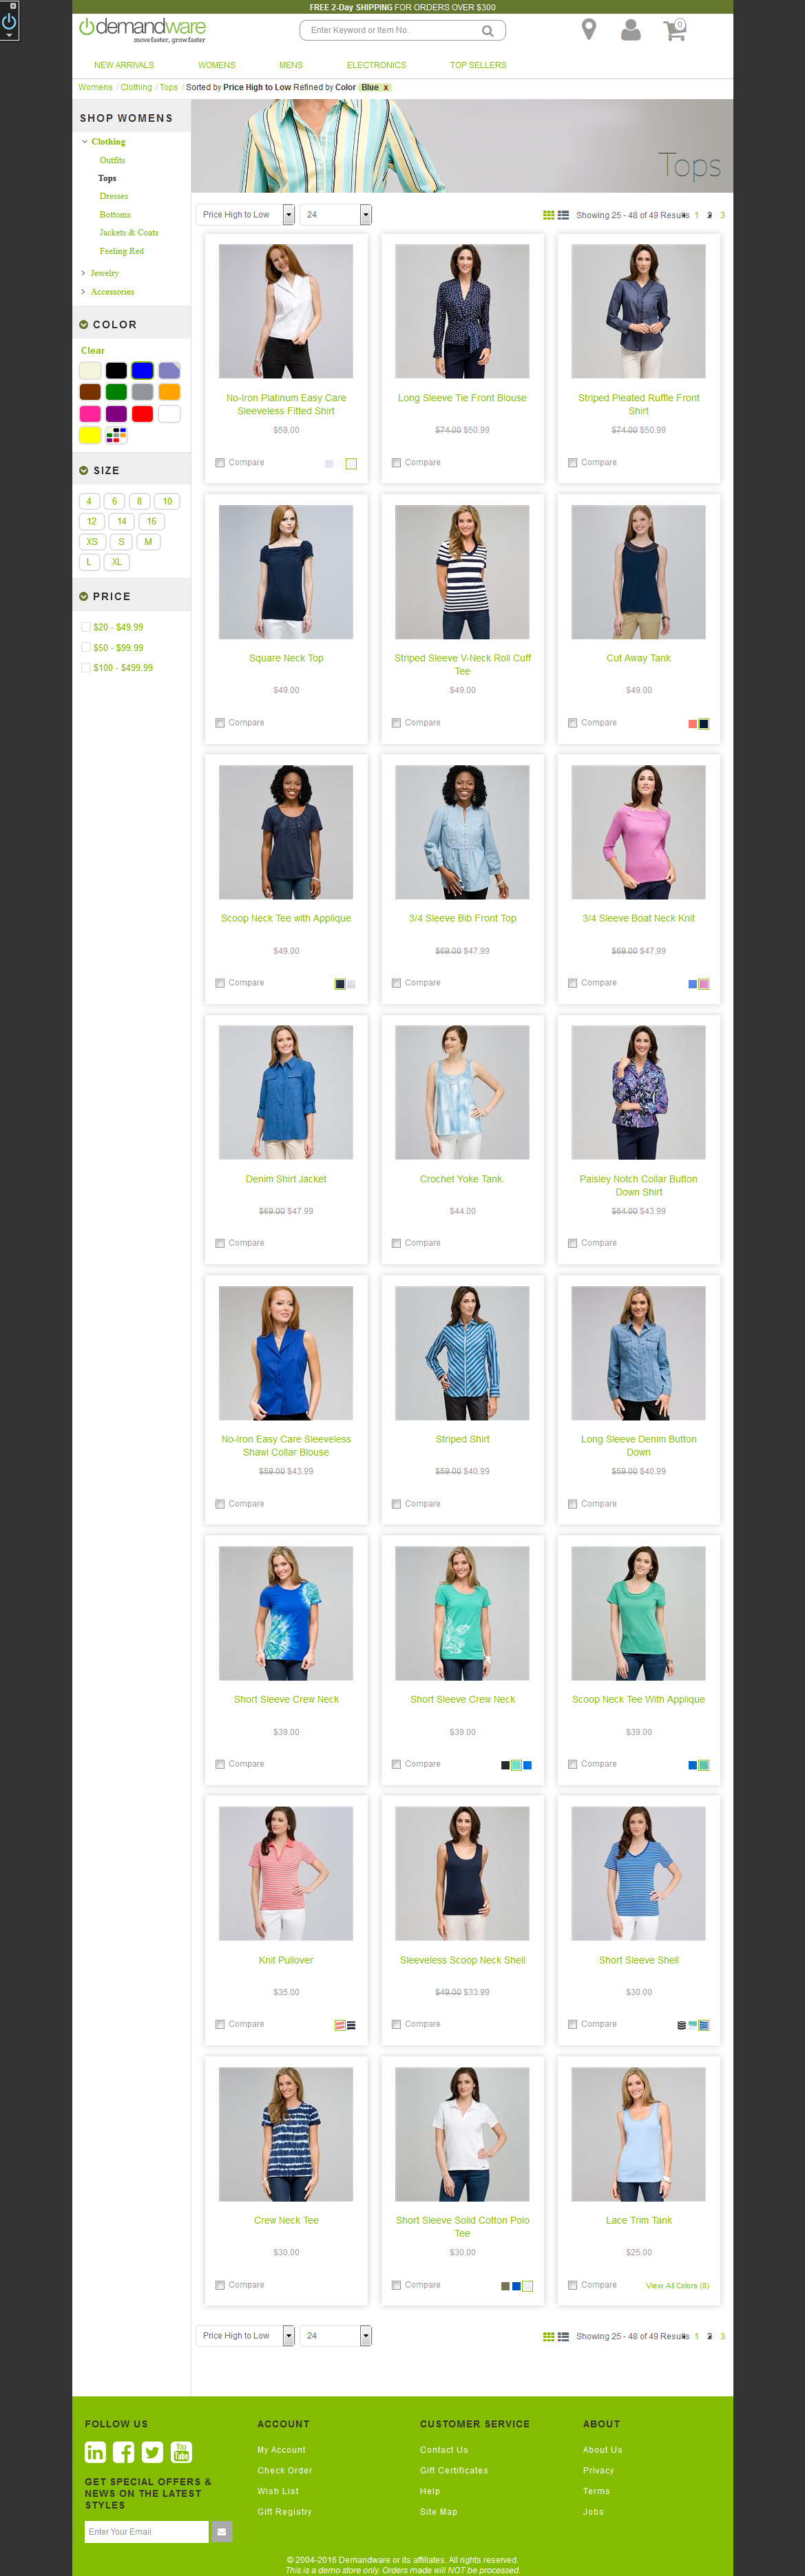 FREE 2-Day SHIPPING FOR ORDERS OVER $300
demandware
move faster, grow faster
Enter Keyword or Item No.
0
NEW ARRIVALS WOMENS MENS ELECTRONICS TOP SELLERS
Womens / Clothing / Tops / Sorted by Price High to Low Refined by Color Blue x
SHOP WOMENS
Clothing
Outfits
Tops
Dresses
Bottoms
Jackets & Coats
Feeling Red
Jewelry
Accessories
COLOR
Clear
SIZE
4 6 8 10
12 14 16
XS S M
L XL
PRICE
$20 - $49.99
$50 - $99.99
$100 - $499.99
Tops
Price High to Low 24 Showing 25 - 48 of 49 Results 1 2 3
No-Iron Platinum Easy Care
Sleeveless Fitted Shirt
$59.00
Compare
Long Sleeve Tie Front Blouse
$74.00 $50.99
Compare
Striped Pleated Ruffle Front
Shirt
$74.00 $50.99
Compare
Square Neck Top
$49.00
Compare
Striped Sleeve V-Neck Roll Cuff
Tee
$49.00
Compare
Cut Away Tank
$49.00
Compare
Scoop Neck Tee with Applique
$49.00
Compare
3/4 Sleeve Bib Front Top
$69.00 $47.99
Compare
3/4 Sleeve Boat Neck Knit
$69.00 $47.99
Compare
Denim Shirt Jacket
$69.00 $47.99
Compare
Crochet Yoke Tank.
$44.00
Compare
Paisley Notch Collar Button
Down Shirt
$64.00 $43.99
Compare
No-Iron Easy Care Sleeveless
Shawl Collar Blouse
$59.00 $43.99
Compare
Striped Shirt
$59.00 $40.99
Compare
Long Sleeve Denim Button
Down
$59.00 $40.99
Compare
Short Sleeve Crew Neck
$39.00
Compare
Short Sleeve Crew Neck
$39.00
Compare
Scoop Neck Tee With Applique
$39.00
Compare
Knit Pullover
$35.00
Compare
Sleeveless Scoop Neck Shell
$49.00 $33.99
Compare
Short Sleeve Shell
$30.00
Compare
Crew Neck Tee
$30.00
Compare
Short Sleeve Solid Cotton Polo
Tee
$30.00
Compare
Lace Trim Tank
$25.00
Compare View All Colors (8)
Price High to Low 24 Showing 25 - 48 of 49 Results 1 2 3
FOLLOW US
You
Tube
GET SPECIAL OFFERS &
NEWS ON THE LATEST
STYLES
Enter Your Email
ACCOUNT
My Account
Check Order
Wish List
Gift Registry
CUSTOMER SERVICE
Contact Us
Gift Certificates
Help
Site Map
ABOUT
About Us
Privacy
Terms
Jobs
© 2004-2016 Demandware or its affiliates. All rights reserved.
This is a demo store only. Orders made will NOT be processed.